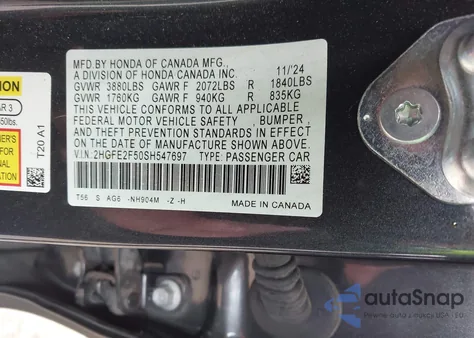 MFD.BY HONDA OF CANADA MFG.,
A DIVISION OF HONDA CANADA INC. 11/'24
GVWR 3880LBS GAWR F 2072LBS R 1840LBS
GVWR 1760KG GAWR F 940KG R 835KG
THIS VEHICLE CONFORMS TO ALL APPLICABLE
FEDERAL MOTOR VEHICLE SAFETY, BUMPER,
AND THEFT PREVENTION STANDARDS IN EFFECT
ON THE DATE OF MANUFACTURE SHOWN ABOVE.
V.I.N. 2HGFE2F50SH547697 TYPE: PASSENGER CAR
T56 S AG6 -NH904M -Z -H
MADE IN CANADA
T20 A1
autoSnap